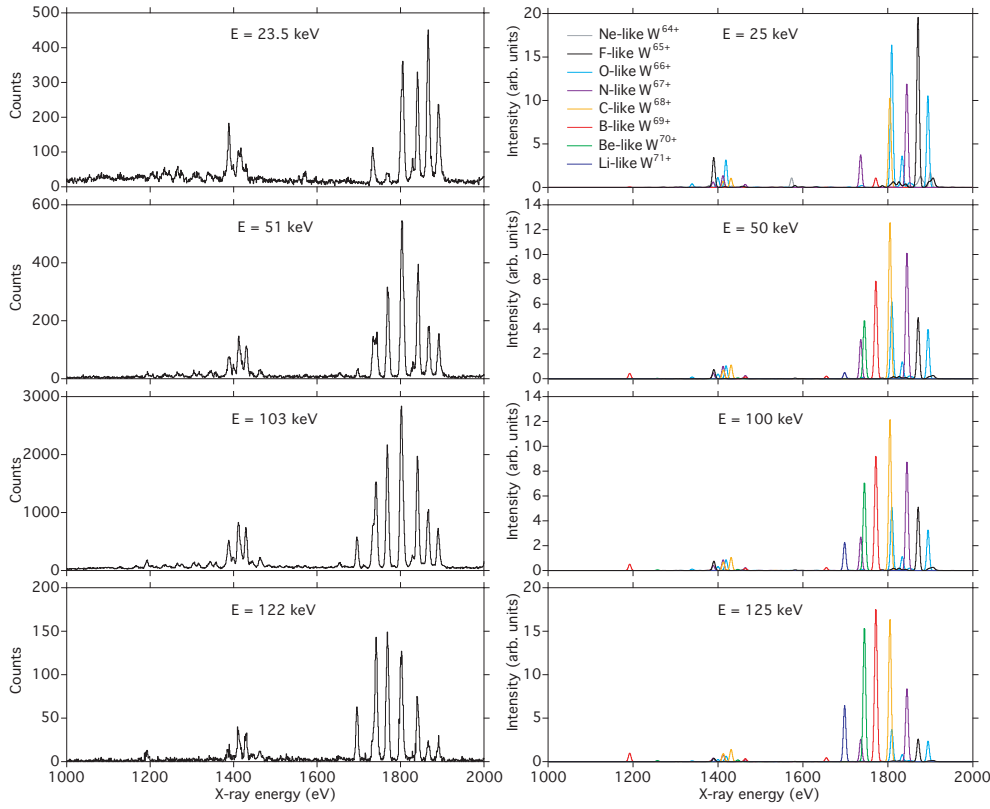 500
400
300
200
100
0
Counts
E = 23.5 keV
20
15
10
5
0
Intensity (arb. units)
E = 25 keV
Ne-like W64+
F-like W65+
O-like W66+
N-like W67+
C-like W68+
B-like W69+
Be-like W70+
Li-like W71+
600
400
200
0
Counts
E = 51 keV
14
12
10
8
6
4
2
0
Intensity (arb. units)
E = 50 keV
3000
2000
1000
0
Counts
E = 103 keV
14
12
10
8
6
4
2
0
Intensity (arb. units)
E = 100 keV
200
150
100
50
0
Counts
E = 122 keV
20
15
10
5
0
Intensity (arb. units)
E = 125 keV
1000 1200 1400 1600 1800 2000
X-ray energy (eV)
1000 1200 1400 1600 1800 2000
X-ray energy (eV)